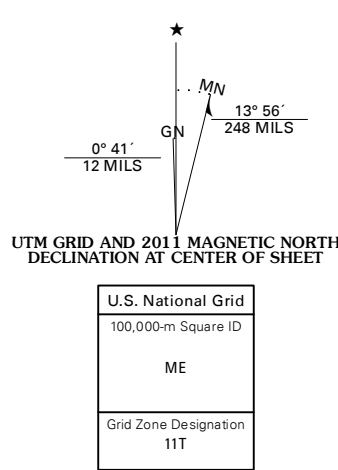 ★
MN
GN
13° 56´
248 MILS
0° 41´
12 MILS
UTM GRID AND 2011 MAGNETIC NORTH
DECLINATION AT CENTER OF SHEET
U.S. National Grid
100,000-m Square ID
ME
Grid Zone Designation
11T